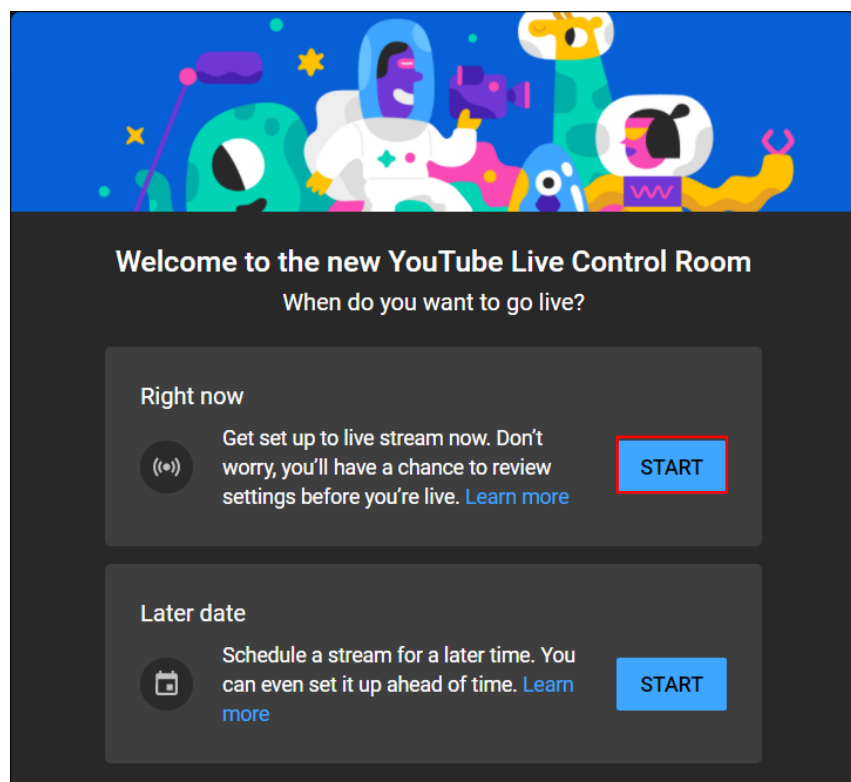 Welcome to the new YouTube Live Control Room
When do you want to go live?
Right now
Get set up to live stream now. Don't
worry, you'll have a chance to review
settings before you're live. Learn more
START
Later date
Schedule a stream for a later time. You
can even set it up ahead of time. Learn
more
START